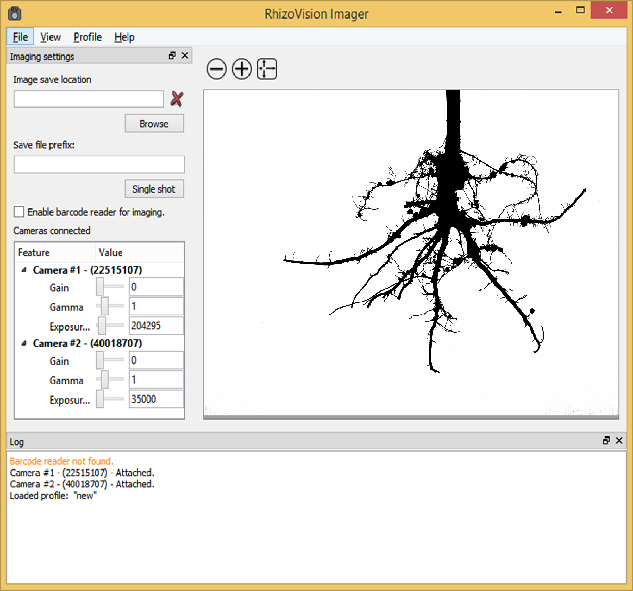 RhizoVision Imager
File View Profile Help
Imaging settings
Image save location
Browse
Save file prefix:
Single shot
Enable barcode reader for imaging.
Cameras connected
Feature Value
Camera #1 - (22515107)
Gain 0
Gamma 1
Exposur... 204295
Camera #2 - (40018707)
Gain 0
Gamma 1
Exposur... 35000
Log
Barcode reader not found.
Camera #1 - (22515107) - Attached.
Camera #2 - (40018707) - Attached.
Loaded profile: "new"